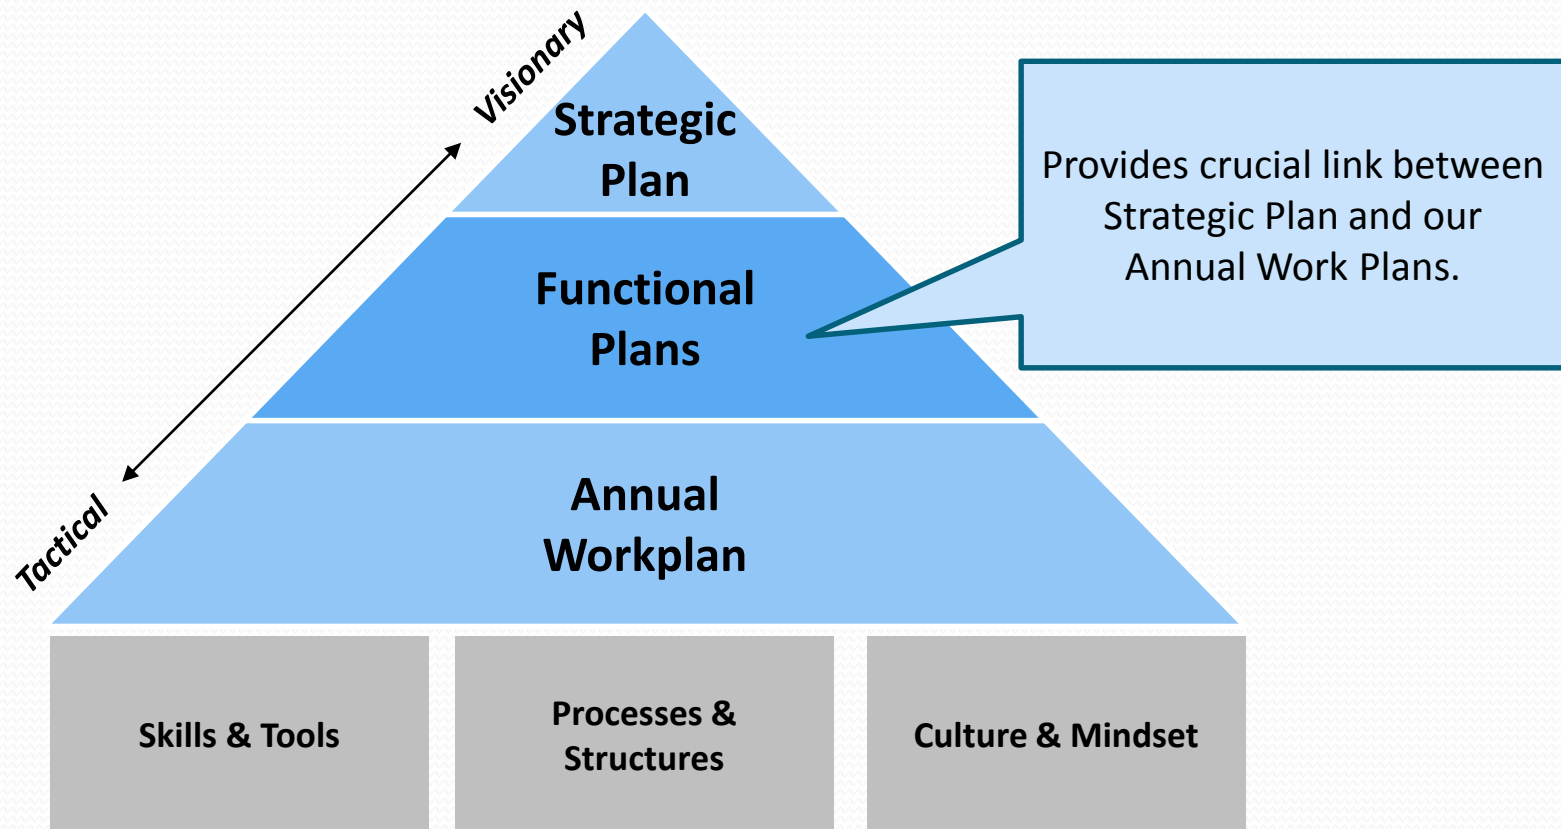 Visionary
Strategic
Plan
Provides crucial link between
Strategic Plan and our
Annual Work Plans.
Functional
Plans
Tactical
Annual
Workplan
Skills & Tools
Processes &
Structures
Culture & Mindset